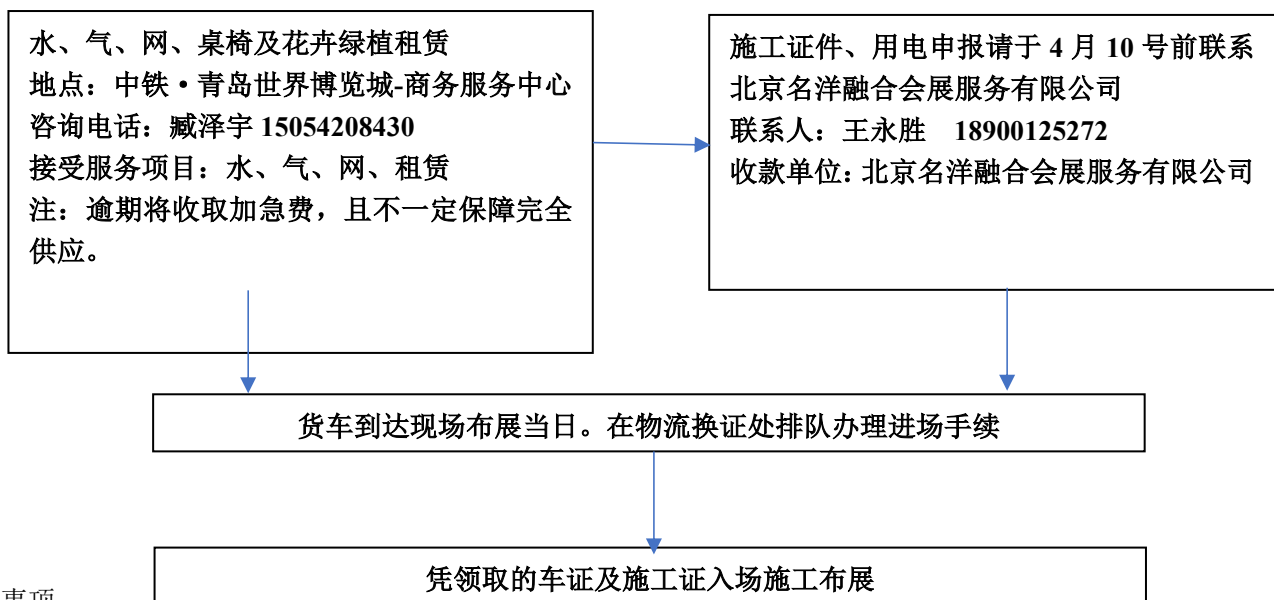 水、气、网、桌椅及花卉绿植租赁
地点：中铁·青岛世界博览城-商务服务中心
咨询电话：臧泽宇 15054208430
接受服务项目：水、气、网、租赁
注：逾期将收取加急费，且不一定保障完全
供应。
施工证件、用电申报请于 4 月 10 号前联系
北京名洋融合会展服务有限公司
联系人：王永胜 18900125272
收款单位：北京名洋融合会展服务有限公司
货车到达现场布展当日。在物流换证处排队办理进场手续
凭领取的车证及施工证入场施工布展
事项